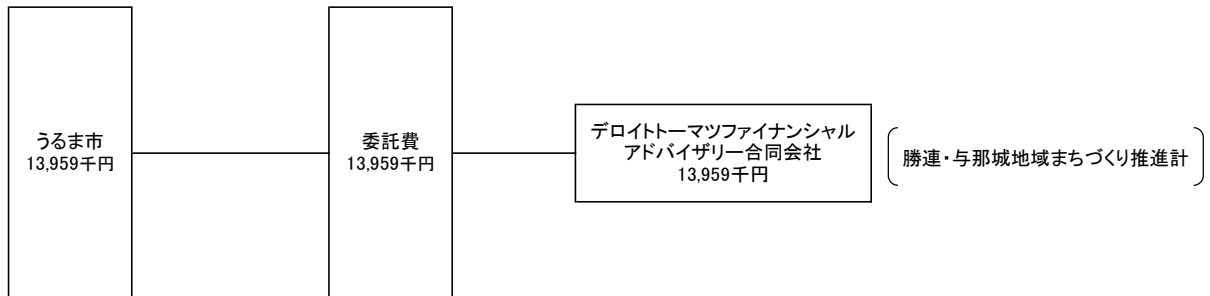 うるま市
13,959千円
委託費
13,959千円
デロイトトーマツファイナンシャル
アドバイザリー合同会社
13,959千円
勝連・与那城地域まちづくり推進計